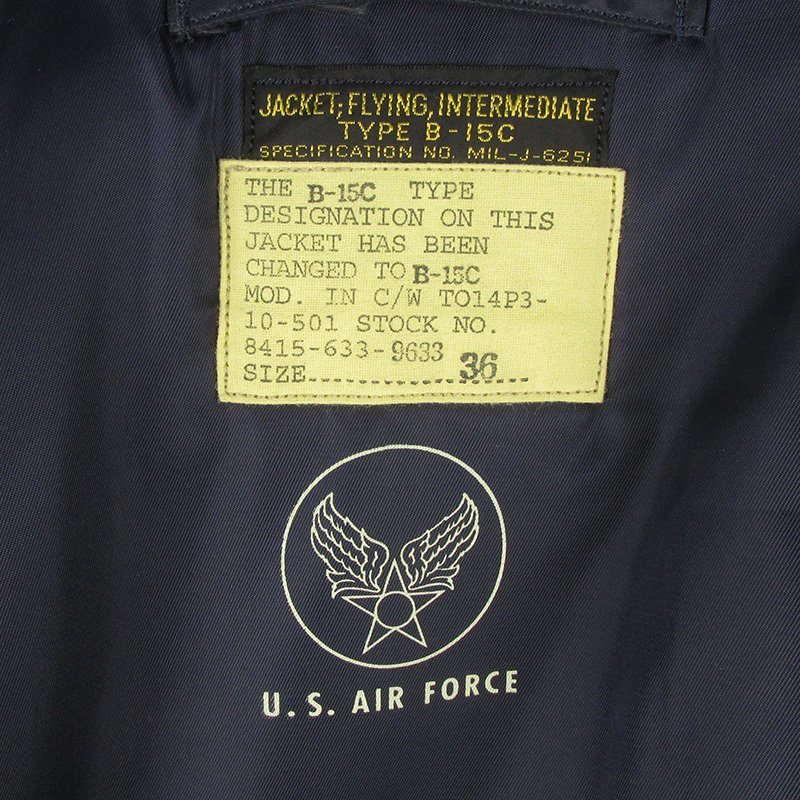 JACKET, FLYING, INTERMEDIATE
TYPE B-15C
SPECIFICATION NO. MIL-J-6251
THE B-15C TYPE
DESIGNATION ON THIS
JACKET HAS BEEN
CHANGED TO B-15C
MOD. IN C/W TO14P3-
10-501 STOCK NO.
8415-633-9633
SIZE 36
U.S. AIR FORCE